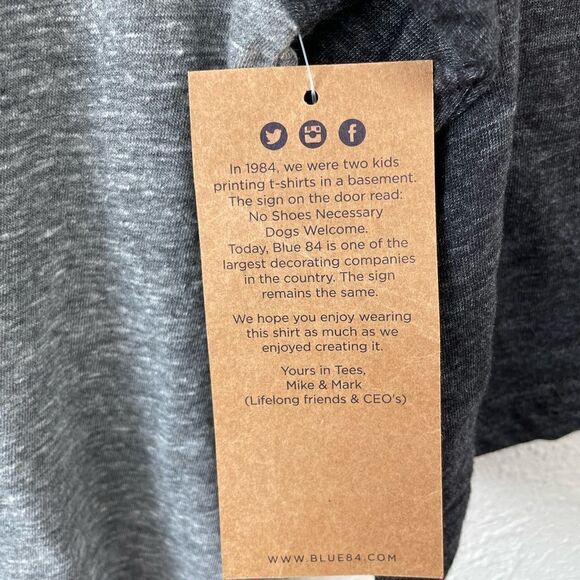 In 1984, we were two kids
printing t-shirts in a basement.
The sign on the door read:
No Shoes Necessary
Dogs Welcome.
Today, Blue 84 is one of the
largest decorating companies
in the country. The sign
remains the same.
We hope you enjoy wearing
this shirt as much as we
enjoyed creating it.
Yours in Tees,
Mike & Mark
(Lifelong friends & CEO's)
WWW.BLUE84.COM